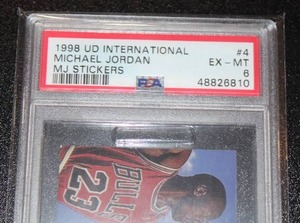 1998 UD INTERNATIONAL #4
MICHAEL JORDAN EX-MT
MJ STICKERS 6
PSA 48826810
BULLS
23